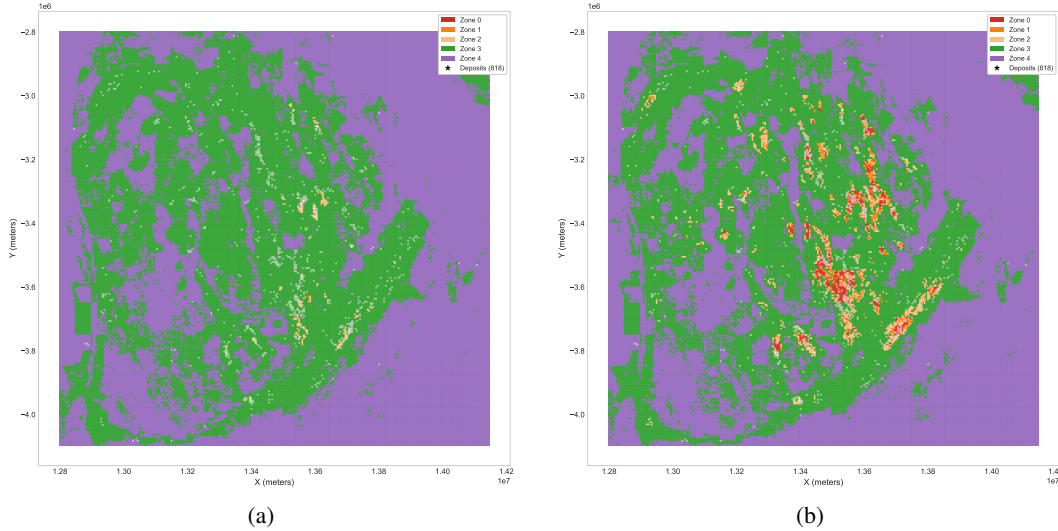 1e6
Zone 0
Zone 1
Zone 2
Zone 3
Zone 4
Deposits (818)
−2.8
−3.0
−3.2
−3.4
−3.6
−3.8
−4.0
Y (meters)
1.28
1.30
1.32
1.34
1.36
1.38
1.40
1.42
1e7
X (meters)
(a)
1e6
Zone 0
Zone 1
Zone 2
Zone 3
Zone 4
Deposits (818)
−2.8
−3.0
−3.2
−3.4
−3.6
−3.8
−4.0
Y (meters)
1.28
1.30
1.32
1.34
1.36
1.38
1.40
1.42
1e7
X (meters)
(b)